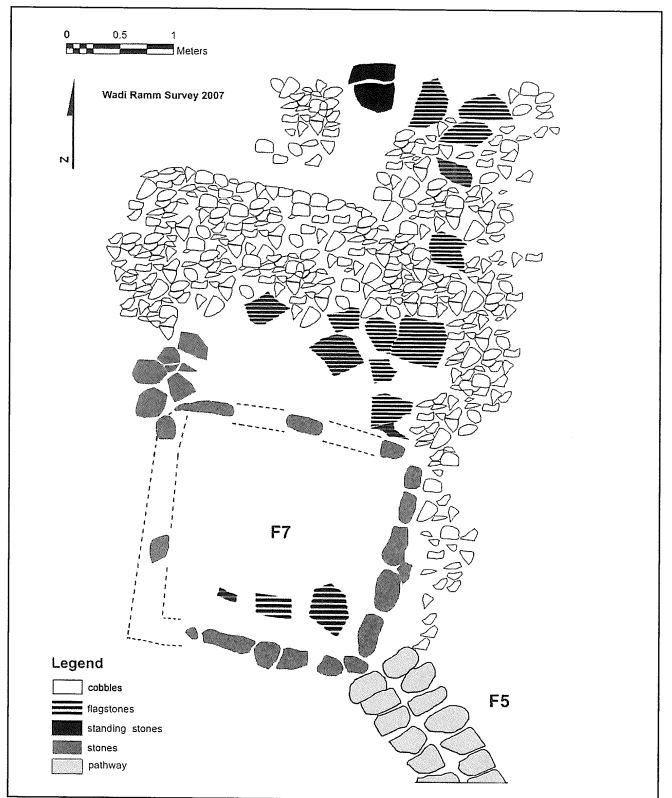 0 0.5 1
Meters
Wadi Ramm Survey 2007
N
F7
F5
Legend
cobbles
flagstones
standing stones
stones
pathway